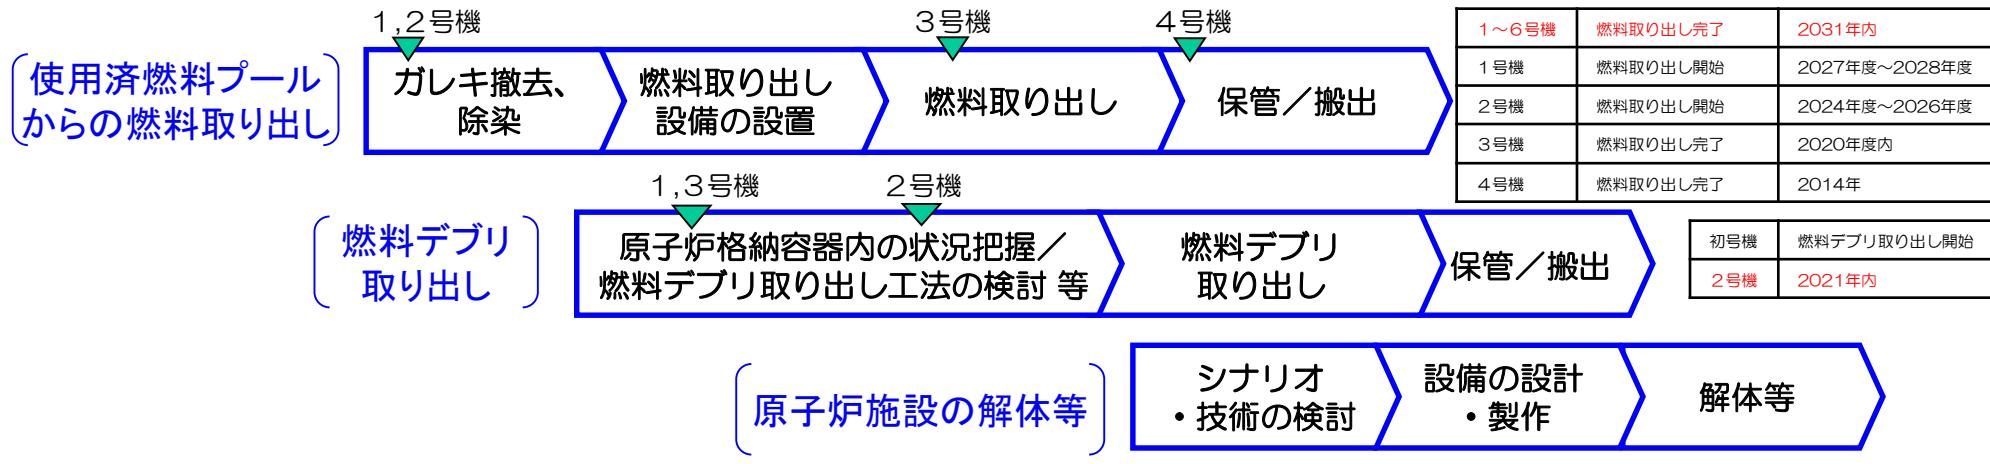 1,2号機
3号機
4号機
使用済燃料プール
からの燃料取り出し
ガレキ撤去、
除染
燃料取り出し
設備の設置
燃料取り出し
保管/搬出
1~6号機 燃料取り出し完了 2031年内
1号機 燃料取り出し開始 2027年度~2028年度
2号機 燃料取り出し開始 2024年度~2026年度
3号機 燃料取り出し完了 2020年度内
4号機 燃料取り出し完了 2014年
1,3号機
2号機
燃料デブリ
取り出し
原子炉格納容器内の状況把握/
燃料デブリ取り出し工法の検討 等
燃料デブリ
取り出し
保管/搬出
初号機 燃料デブリ取り出し開始
2号機 2021年内
原子炉施設の解体等
シナリオ
・技術の検討
設備の設計
・製作
解体等